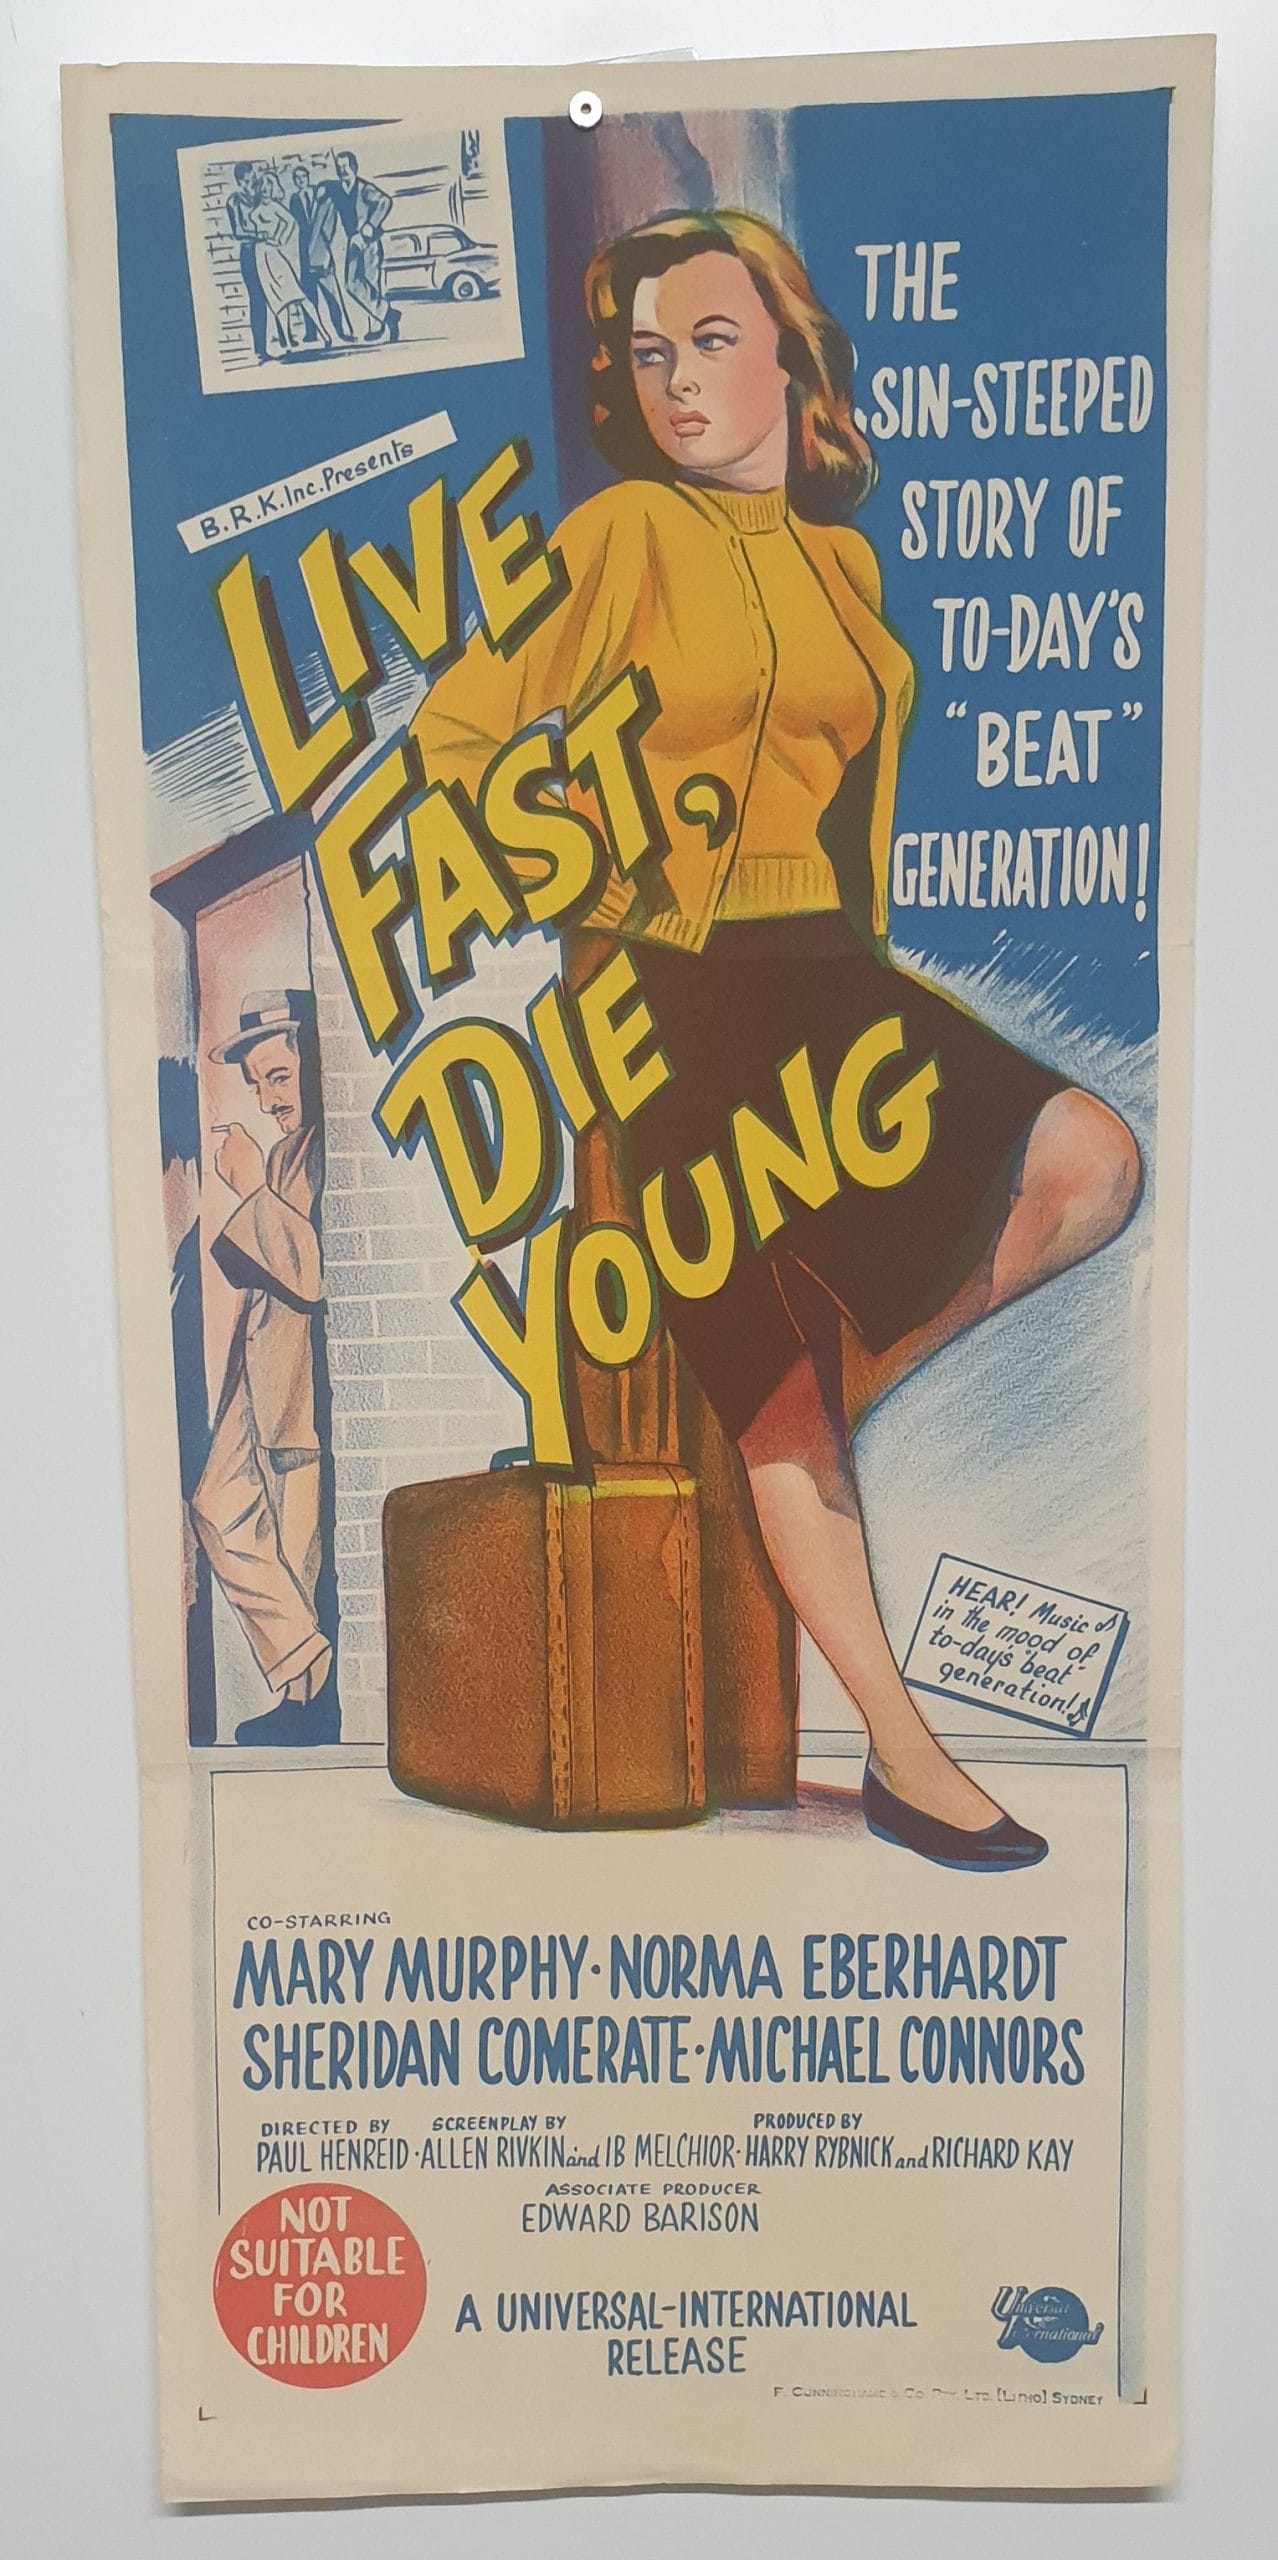 B.R.K. Inc. Presents
LIVE
FAST,
DIE
YOUNG
THE
SIN-STEEPED
STORY OF
TO-DAY'S
"BEAT"
GENERATION!
HEAR! Music
in the mood of
to-day's "beat"
generation!
CO-STARRING
MARY MURPHY · NORMA EBERHARDT
SHERIDAN COMERATE · MICHAEL CONNORS
DIRECTED BY SCREENPLAY BY PRODUCED BY
PAUL HENREID · ALLEN RIVKIN and IB MELCHIOR · HARRY RYBNICK and RICHARD KAY
ASSOCIATE PRODUCER
EDWARD BARISON
NOT
SUITABLE
FOR
CHILDREN
A UNIVERSAL-INTERNATIONAL
RELEASE
Universal
International
F. CUNNINGHAME & CO PTY. LTD. [LITHO] SYDNEY